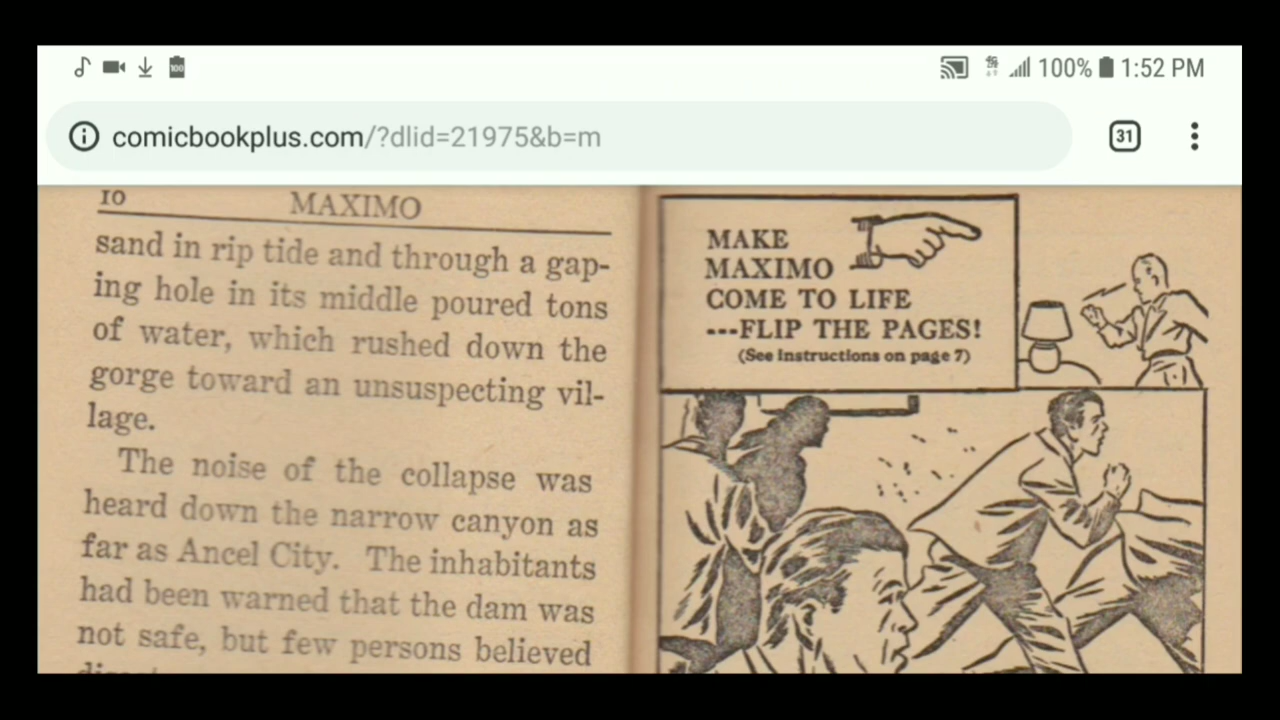 100
100% 1:52 PM
comicbookplus.com/?dlid=21975&b=m
31
10 MAXIMO
sand in rip tide and through a gap-
ing hole in its middle poured tons
of water, which rushed down the
gorge toward an unsuspecting vil-
lage.
The noise of the collapse was
heard down the narrow canyon as
far as Ancel City. The inhabitants
had been warned that the dam was
not safe, but few persons believed
MAKE
MAXIMO
COME TO LIFE
---FLIP THE PAGES!
(See instructions on page 7)